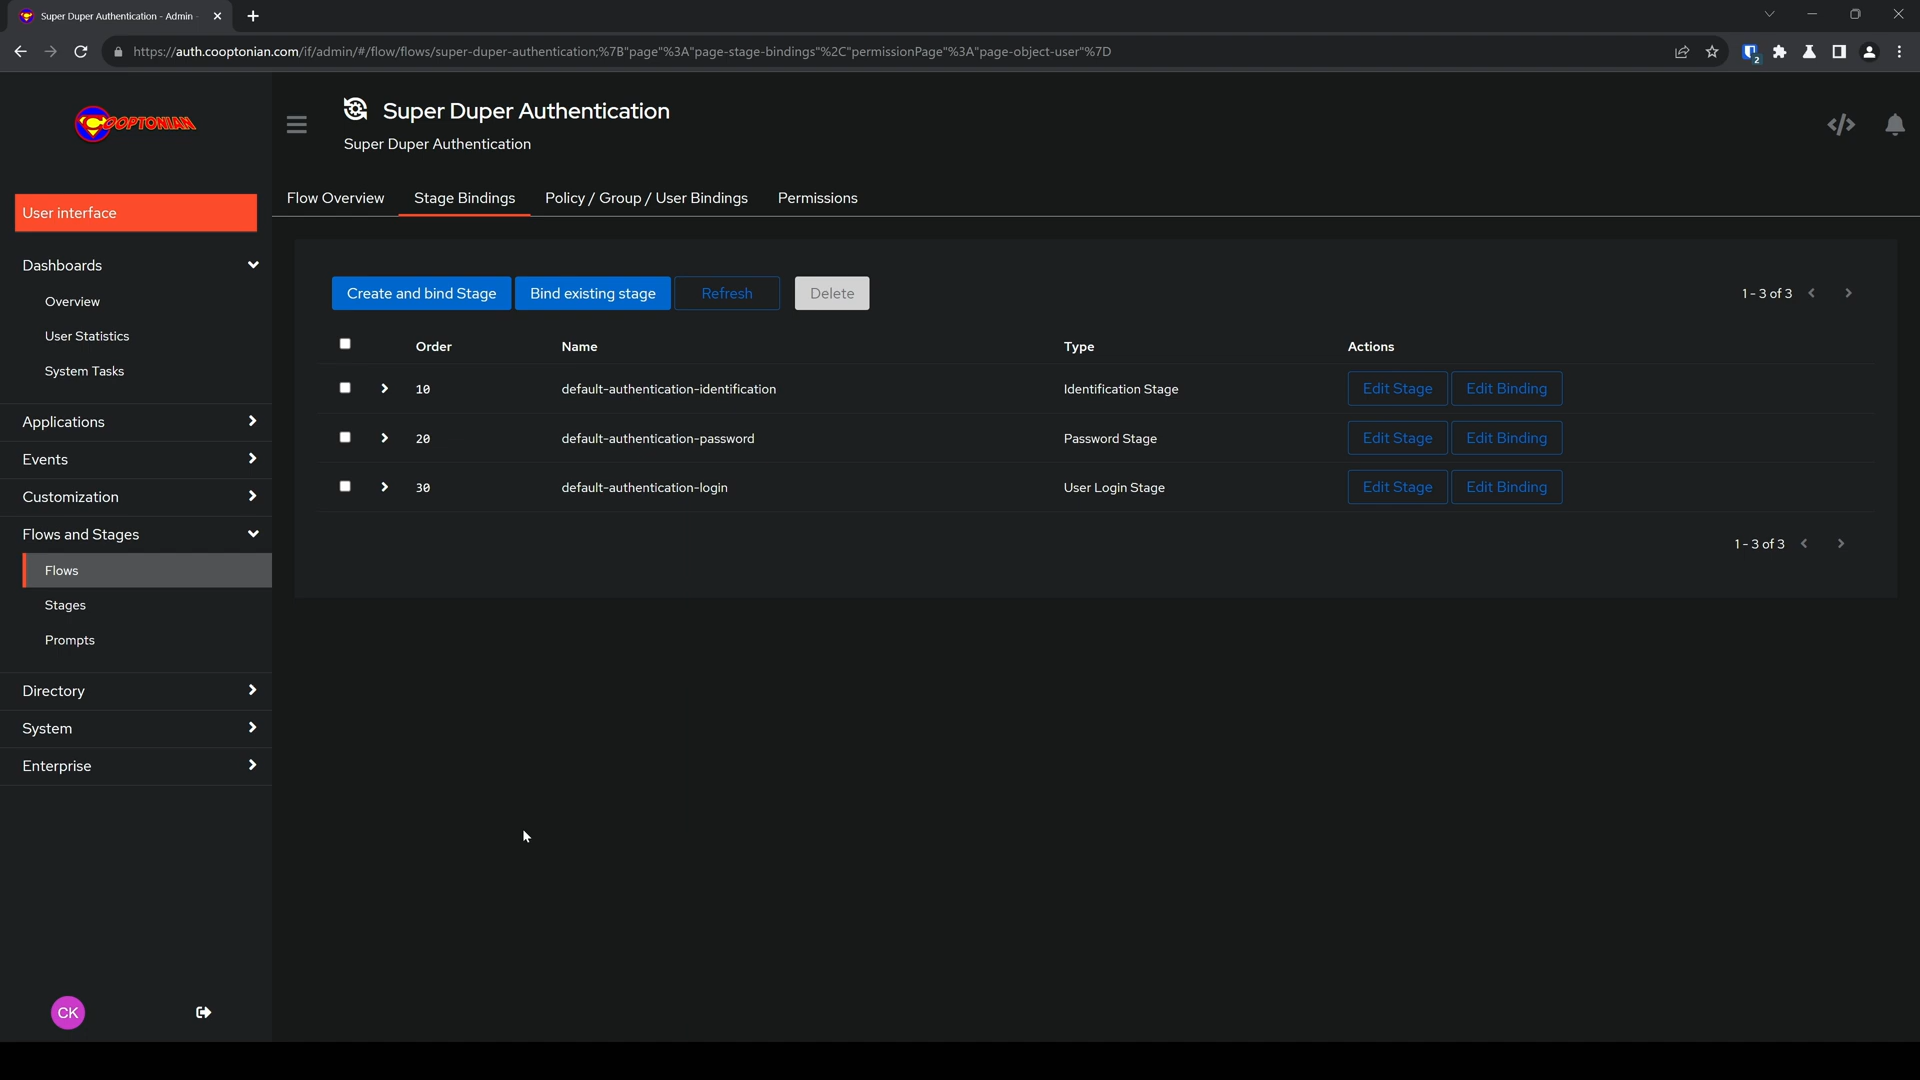 Super Duper Authentication - Admin
https://auth.cooptonian.com/if/admin/#/flow/flows/super-duper-authentication;%7B"page"%3A"page-stage-bindings"%2C"permissionPage"%3A"page-object-user"%7D
2
COOPTONIAN
Super Duper Authentication
Super Duper Authentication
User interface
Flow Overview
Stage Bindings
Policy / Group / User Bindings
Permissions
Dashboards
Overview
User Statistics
System Tasks
Applications
Events
Customization
Flows and Stages
Flows
Stages
Prompts
Directory
System
Enterprise
CK
Create and bind Stage
Bind existing stage
Refresh
Delete
1 - 3 of 3
Order Name Type Actions
10 default-authentication-identification Identification Stage Edit Stage Edit Binding
20 default-authentication-password Password Stage Edit Stage Edit Binding
30 default-authentication-login User Login Stage Edit Stage Edit Binding
1 - 3 of 3